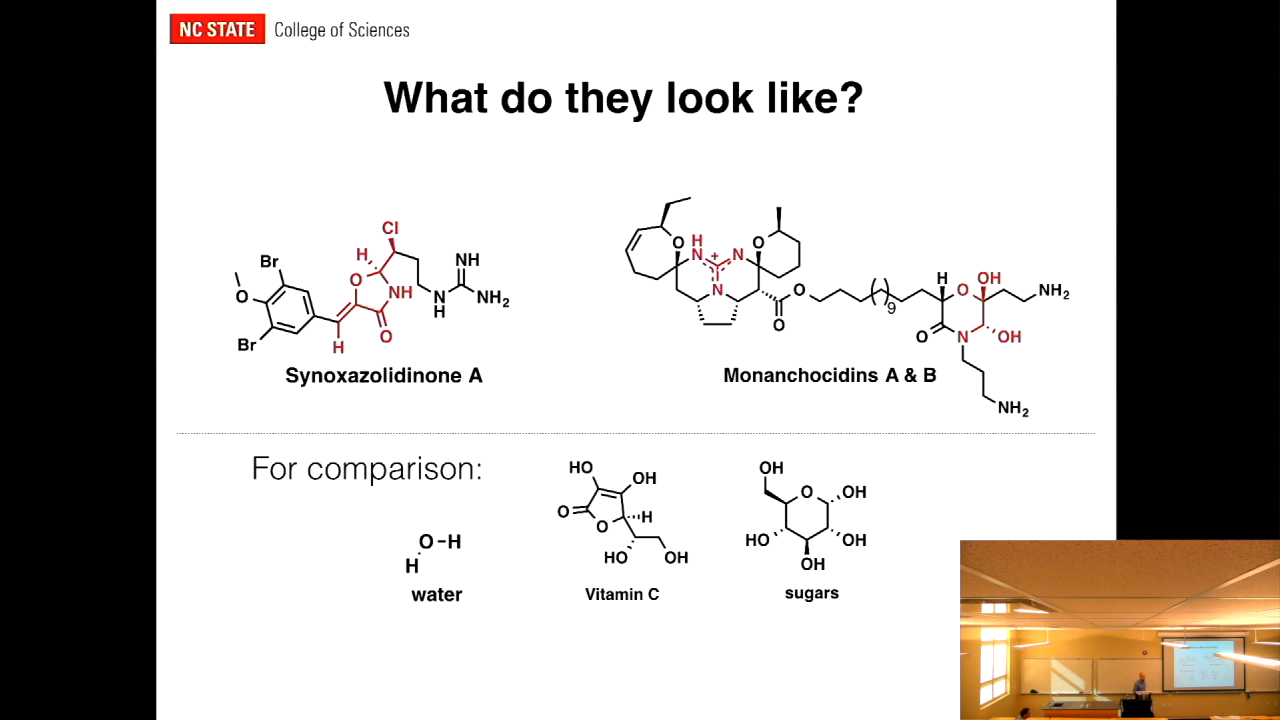 NC STATE College of Sciences
What do they look like?
Cl
H
Br
O
NH
O
NH
N
H
NH2
Br
H
O
Synoxazolidinone A
O
H
N
+
N
N
O
O
O
9
H
O
OH
NH2
O
N
OH
NH2
Monanchocidins A & B
For comparison:
O-H
H
water
HO
OH
O
O
H
HO
OH
Vitamin C
OH
O
OH
HO
OH
OH
sugars